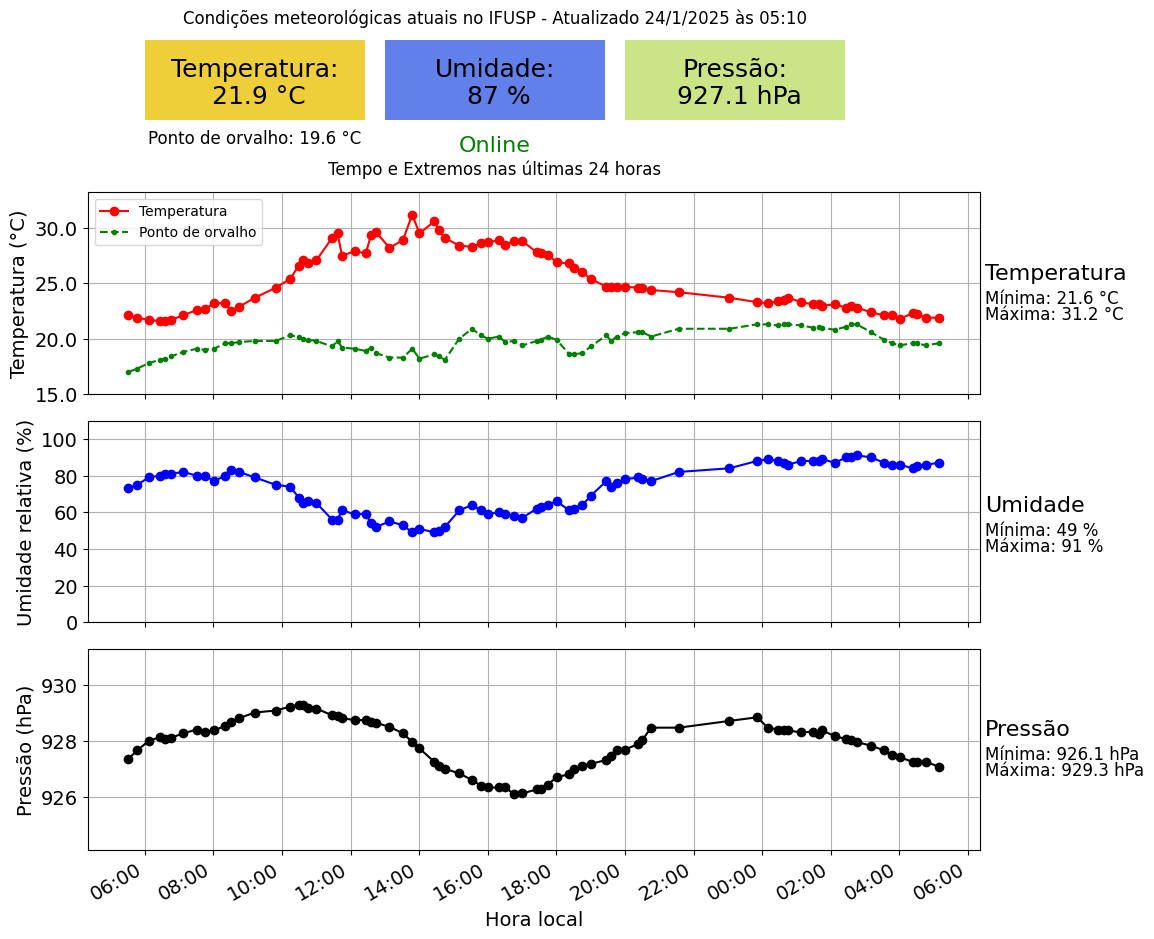 Condições meteorológicas atuais no IFUSP - Atualizado 24/1/2025 às 05:10
Temperatura:
21.9 °C
Umidade:
87 %
Pressão:
927.1 hPa
Ponto de orvalho: 19.6 °C
Online
Tempo e Extremos nas últimas 24 horas
Temperatura
Ponto de orvalho
Temperatura (°C)
30.0
25.0
20.0
15.0
Temperatura
Mínima: 21.6 °C
Máxima: 31.2 °C
Umidade relativa (%)
100
80
60
40
20
0
Umidade
Mínima: 49 %
Máxima: 91 %
Pressão (hPa)
930
928
926
Pressão
Mínima: 926.1 hPa
Máxima: 929.3 hPa
06:00 08:00 10:00 12:00 14:00 16:00 18:00 20:00 22:00 00:00 02:00 04:00 06:00
Hora local